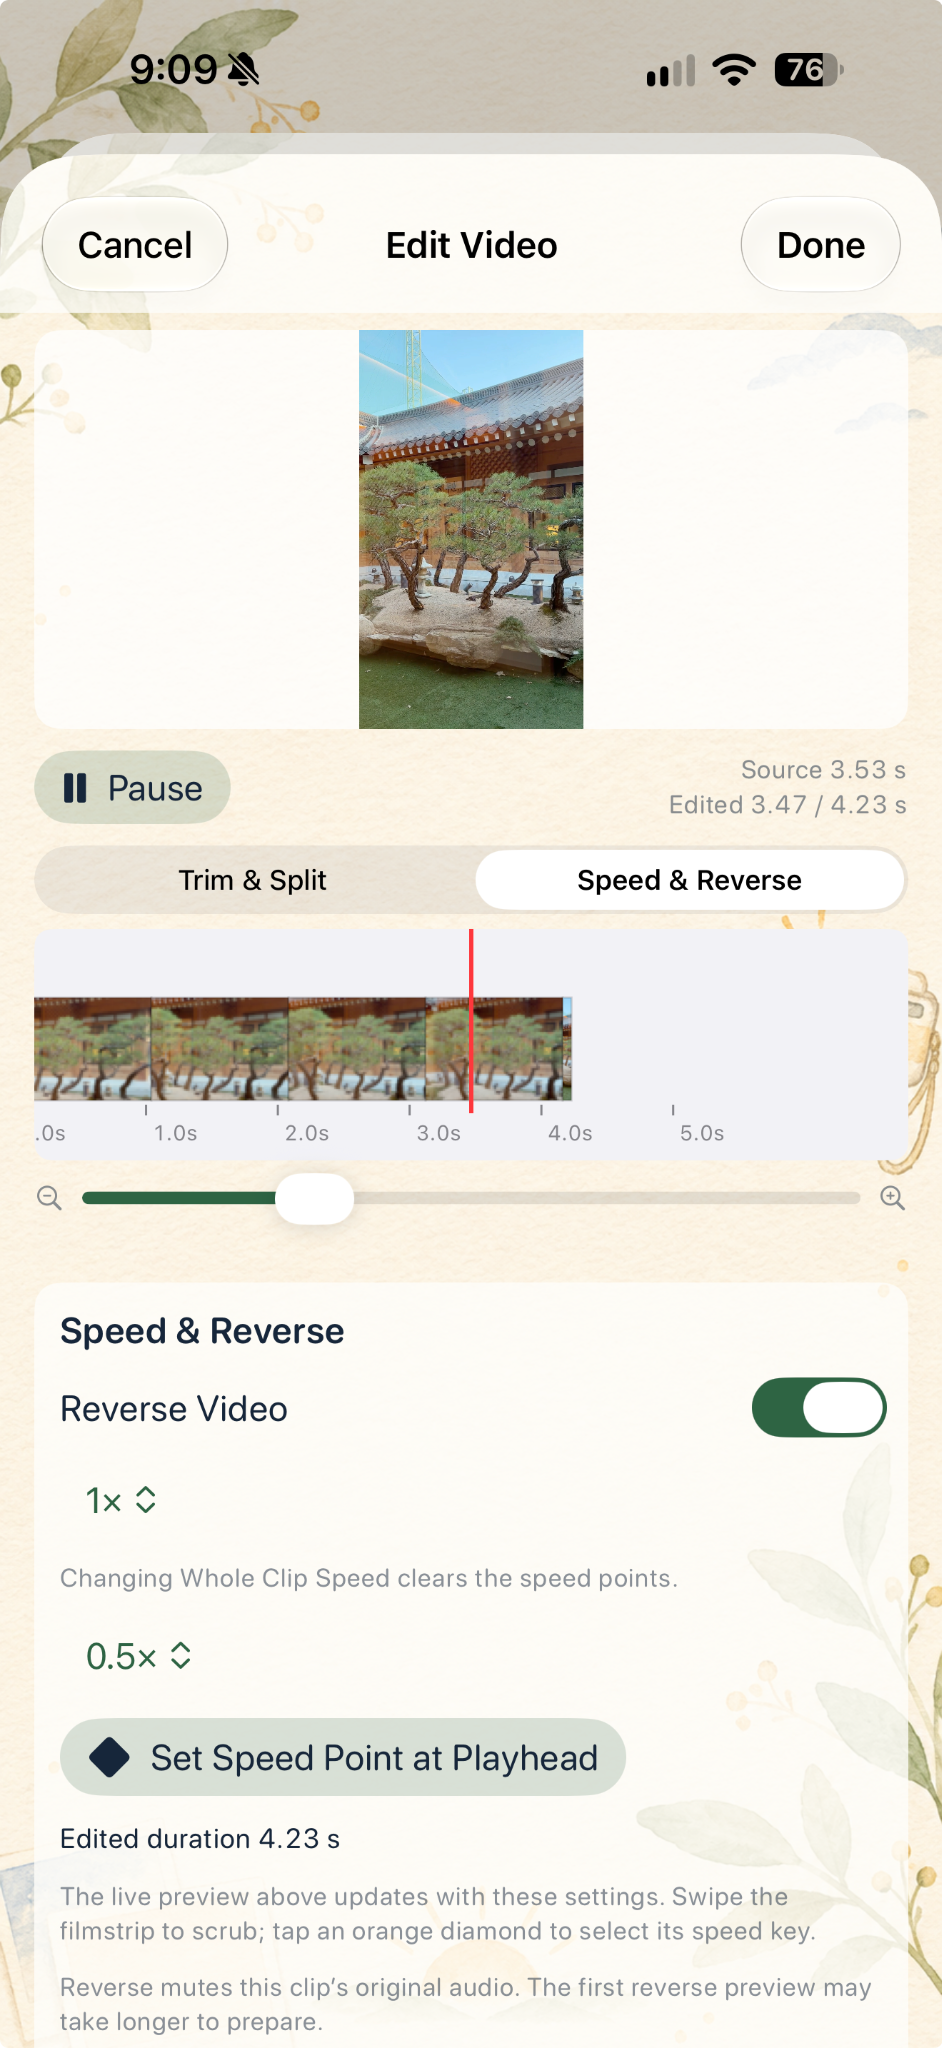 9:09
76
Cancel
Edit Video
Done
Source 3.53 s
Pause
Edited 3.47 / 4.23 s
Trim & Split
Speed & Reverse
.0s
1.0s
2.0s
3.0s
4.0s
5.0s
Speed & Reverse
Reverse Video
1×
Changing Whole Clip Speed clears the speed points.
0.5×
Set Speed Point at Playhead
Edited duration 4.23 s
The live preview above updates with these settings. Swipe the
filmstrip to scrub; tap an orange diamond to select its speed key.
Reverse mutes this clip’s original audio. The first reverse preview may
take longer to prepare.